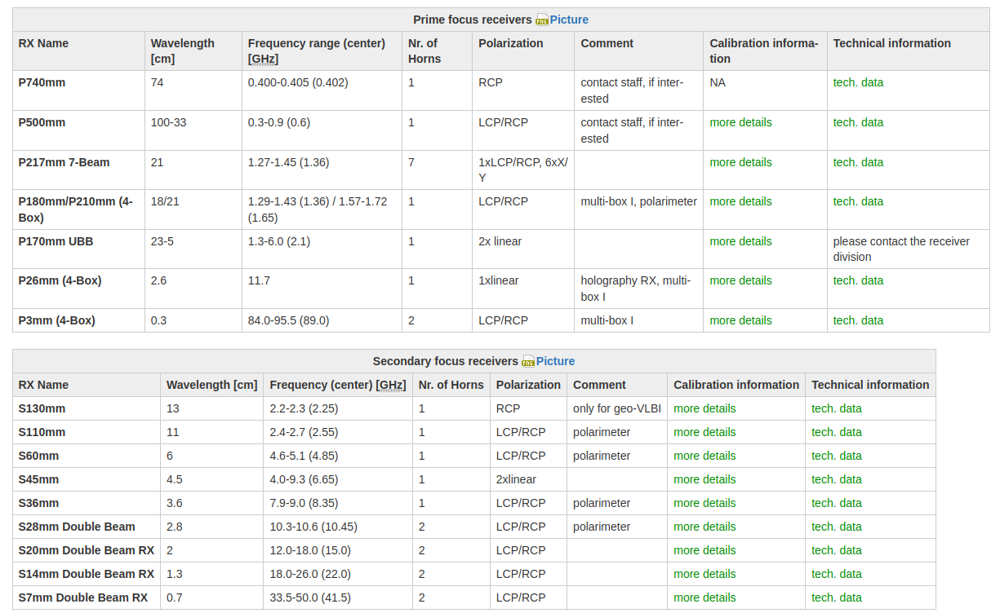 Prime focus receivers Picture
RX Name Wavelength [cm] Frequency range (center) [GHz] Nr. of Horns Polarization Comment Calibration informa-tion Technical information
P740mm 74 0.400-0.405 (0.402) 1 RCP contact staff, if inter-ested NA tech. data
P500mm 100-33 0.3-0.9 (0.6) 1 LCP/RCP contact staff, if inter-ested more details tech. data
P217mm 7-Beam 21 1.27-1.45 (1.36) 7 1xLCP/RCP, 6xX/Y more details tech. data
P180mm/P210mm (4-Box) 18/21 1.29-1.43 (1.36) / 1.57-1.72 (1.65) 1 LCP/RCP multi-box I, polarimeter more details tech. data
P170mm UBB 23-5 1.3-6.0 (2.1) 1 2x linear more details please contact the receiver division
P26mm (4-Box) 2.6 11.7 1 1xlinear holography RX, multi-box I more details tech. data
P3mm (4-Box) 0.3 84.0-95.5 (89.0) 2 LCP/RCP multi-box I more details tech. data
Secondary focus receivers Picture
RX Name Wavelength [cm] Frequency (center) [GHz] Nr. of Horns Polarization Comment Calibration information Technical information
S130mm 13 2.2-2.3 (2.25) 1 RCP only for geo-VLBI more details tech. data
S110mm 11 2.4-2.7 (2.55) 1 LCP/RCP polarimeter more details tech. data
S60mm 6 4.6-5.1 (4.85) 1 LCP/RCP polarimeter more details tech. data
S45mm 4.5 4.0-9.3 (6.65) 1 2xlinear more details tech. data
S36mm 3.6 7.9-9.0 (8.35) 1 LCP/RCP polarimeter more details tech. data
S28mm Double Beam 2.8 10.3-10.6 (10.45) 2 LCP/RCP polarimeter more details tech. data
S20mm Double Beam RX 2 12.0-18.0 (15.0) 2 LCP/RCP more details tech. data
S14mm Double Beam RX 1.3 18.0-26.0 (22.0) 2 LCP/RCP more details tech. data
S7mm Double Beam RX 0.7 33.5-50.0 (41.5) 2 LCP/RCP more details tech. data